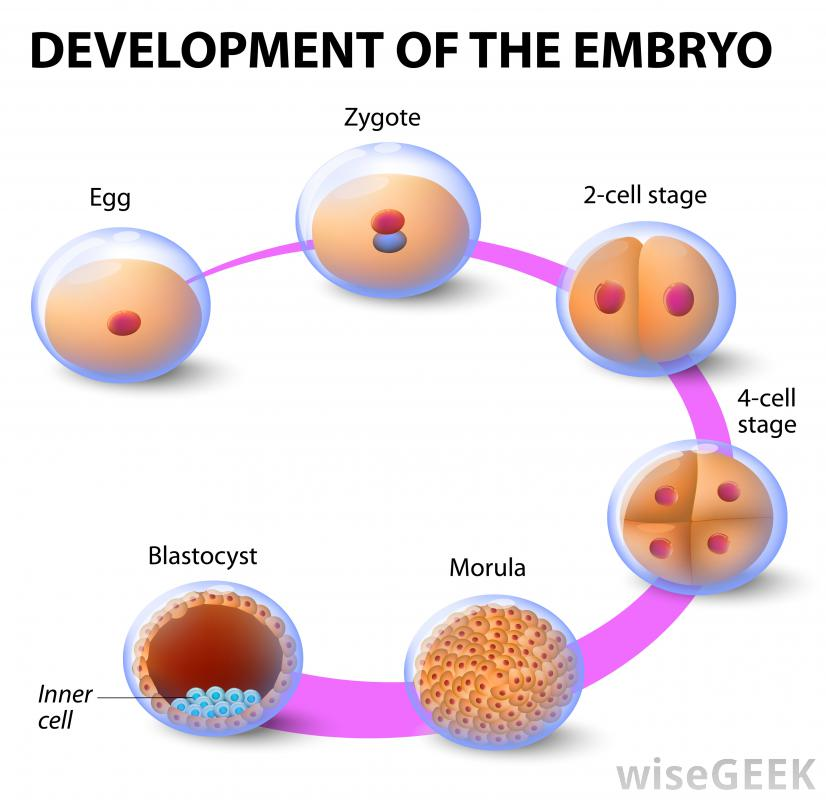 DEVELOPMENT OF THE EMBRYO
Zygote
Egg
2-cell stage
4-cell
stage
Blastocyst
Morula
Inner
cell
wiseGEEK